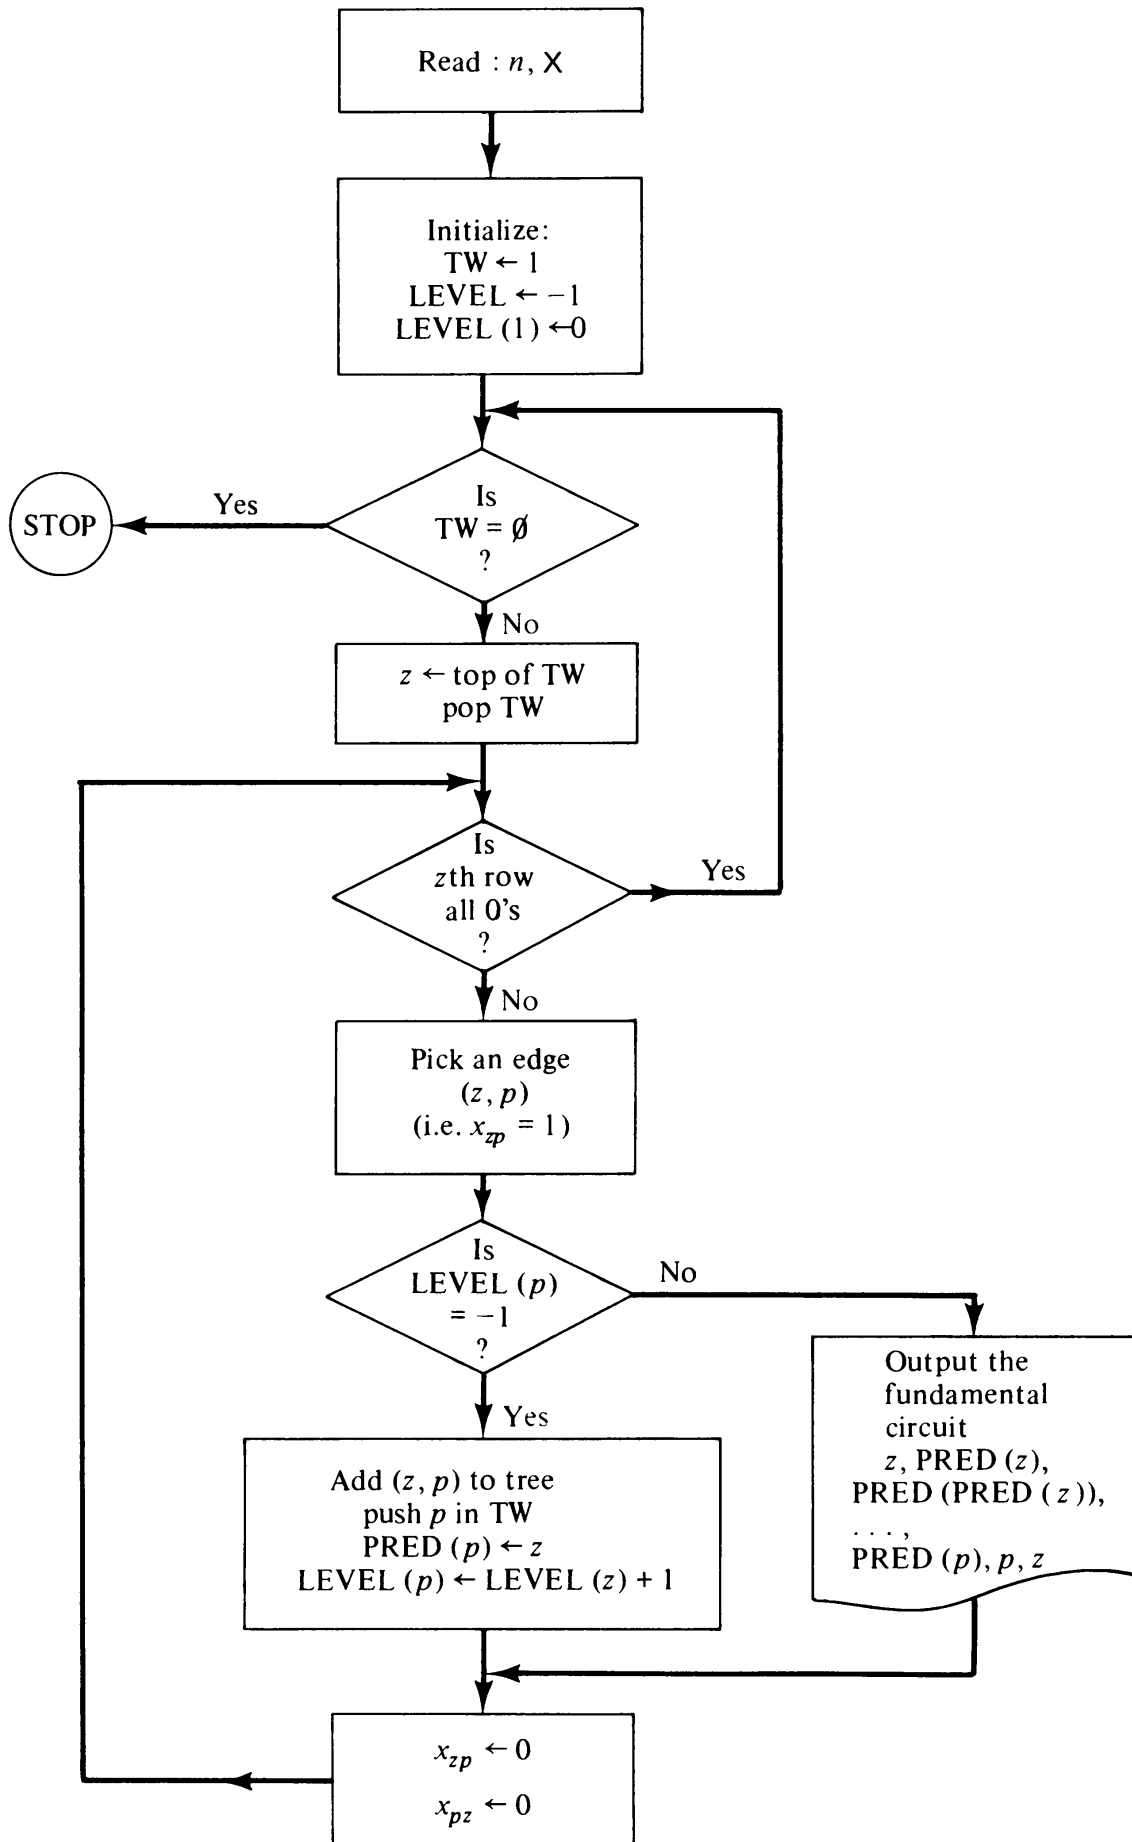 Read : n, X
Initialize:
TW ← 1
LEVEL ← −1
LEVEL (1) ←0
Is
TW = ∅
?
Yes
STOP
No
z ← top of TW
pop TW
Is
zth row
all 0's
?
Yes
No
Pick an edge
(z, p)
(i.e. x_zp = 1)
Is
LEVEL (p)
= −1
?
No
Output the
fundamental
circuit
z, PRED (z),
PRED (PRED (z)),
. . . ,
PRED (p), p, z
Yes
Add (z, p) to tree
push p in TW
PRED (p) ← z
LEVEL (p) ← LEVEL (z) + 1
x_zp ← 0
x_pz ← 0